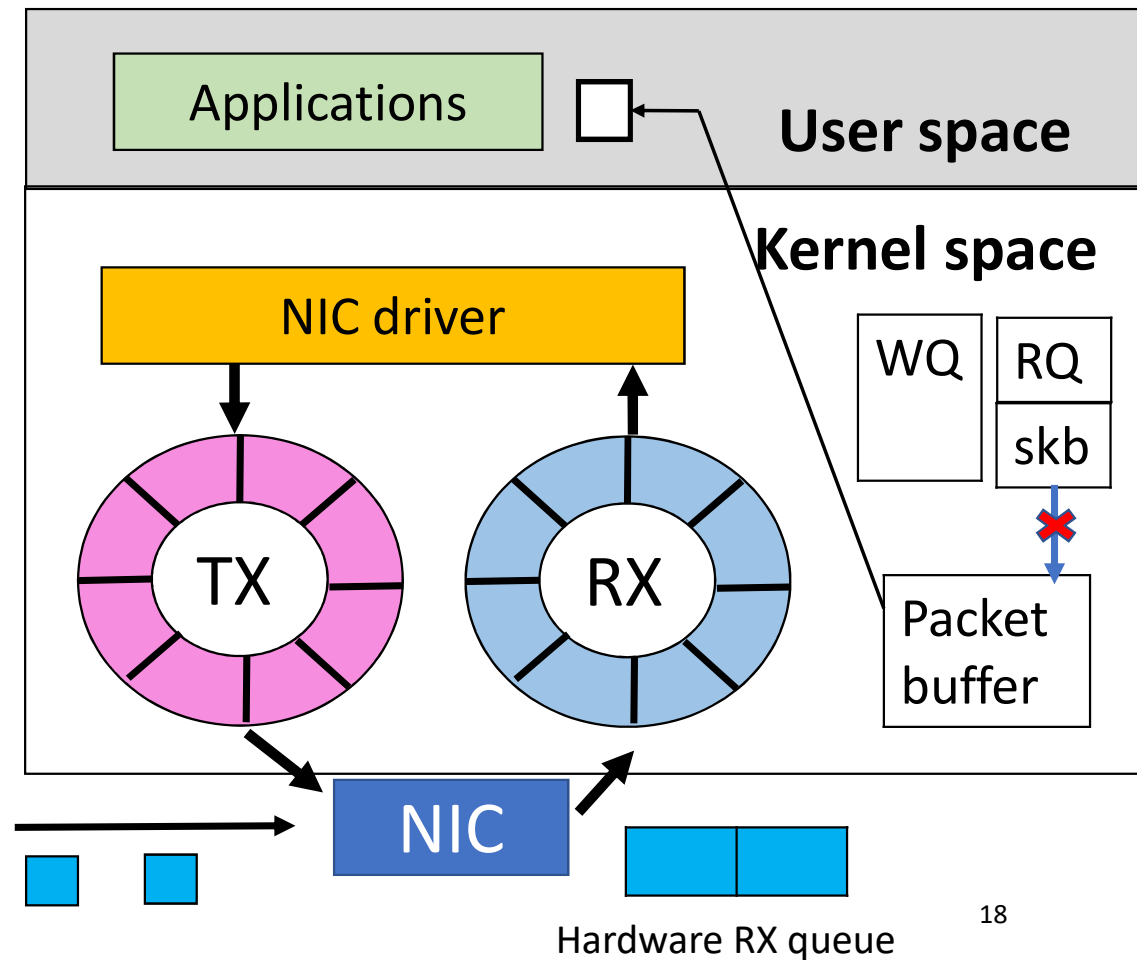 Applications
User space
Kernel space
NIC driver
WQ
RQ
skb
TX
RX
Packet
buffer
NIC
Hardware RX queue
18